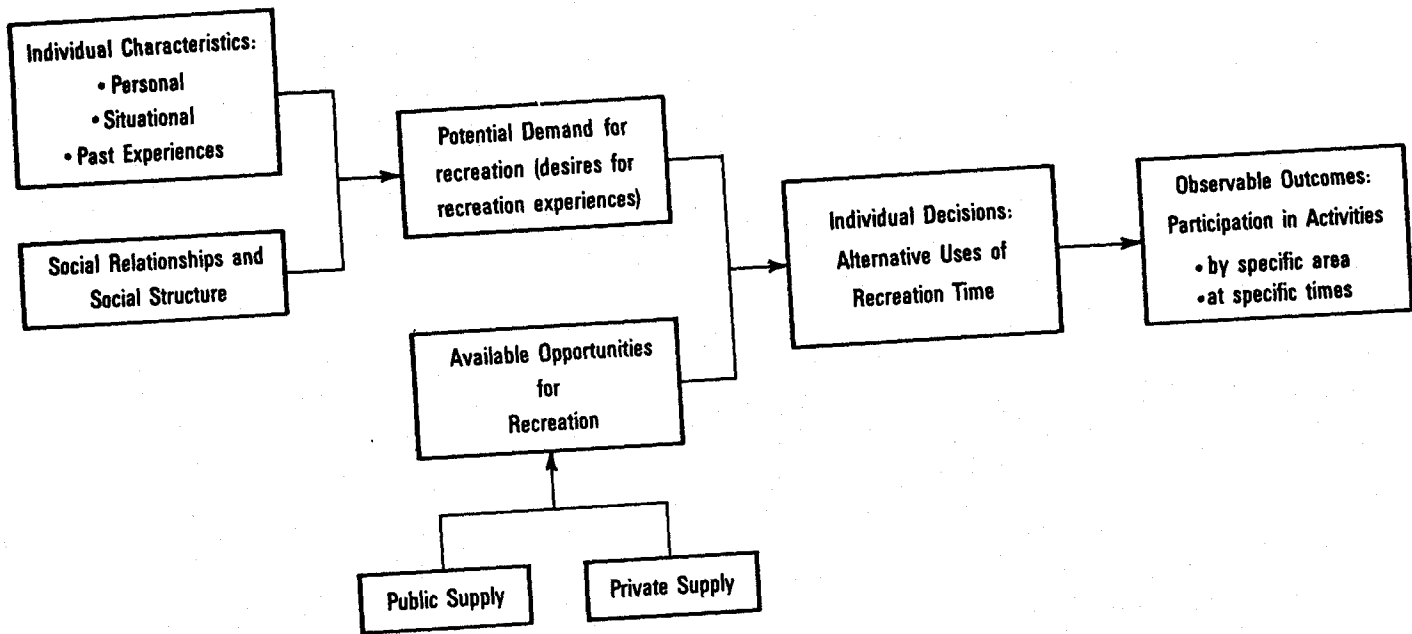 Individual Characteristics:
• Personal
• Situational
• Past Experiences
Social Relationships and
Social Structure
Potential Demand for
recreation (desires for
recreation experiences)
Available Opportunities
for
Recreation
Public Supply
Private Supply
Individual Decisions:
Alternative Uses of
Recreation Time
Observable Outcomes:
Participation in Activities
• by specific area
• at specific times